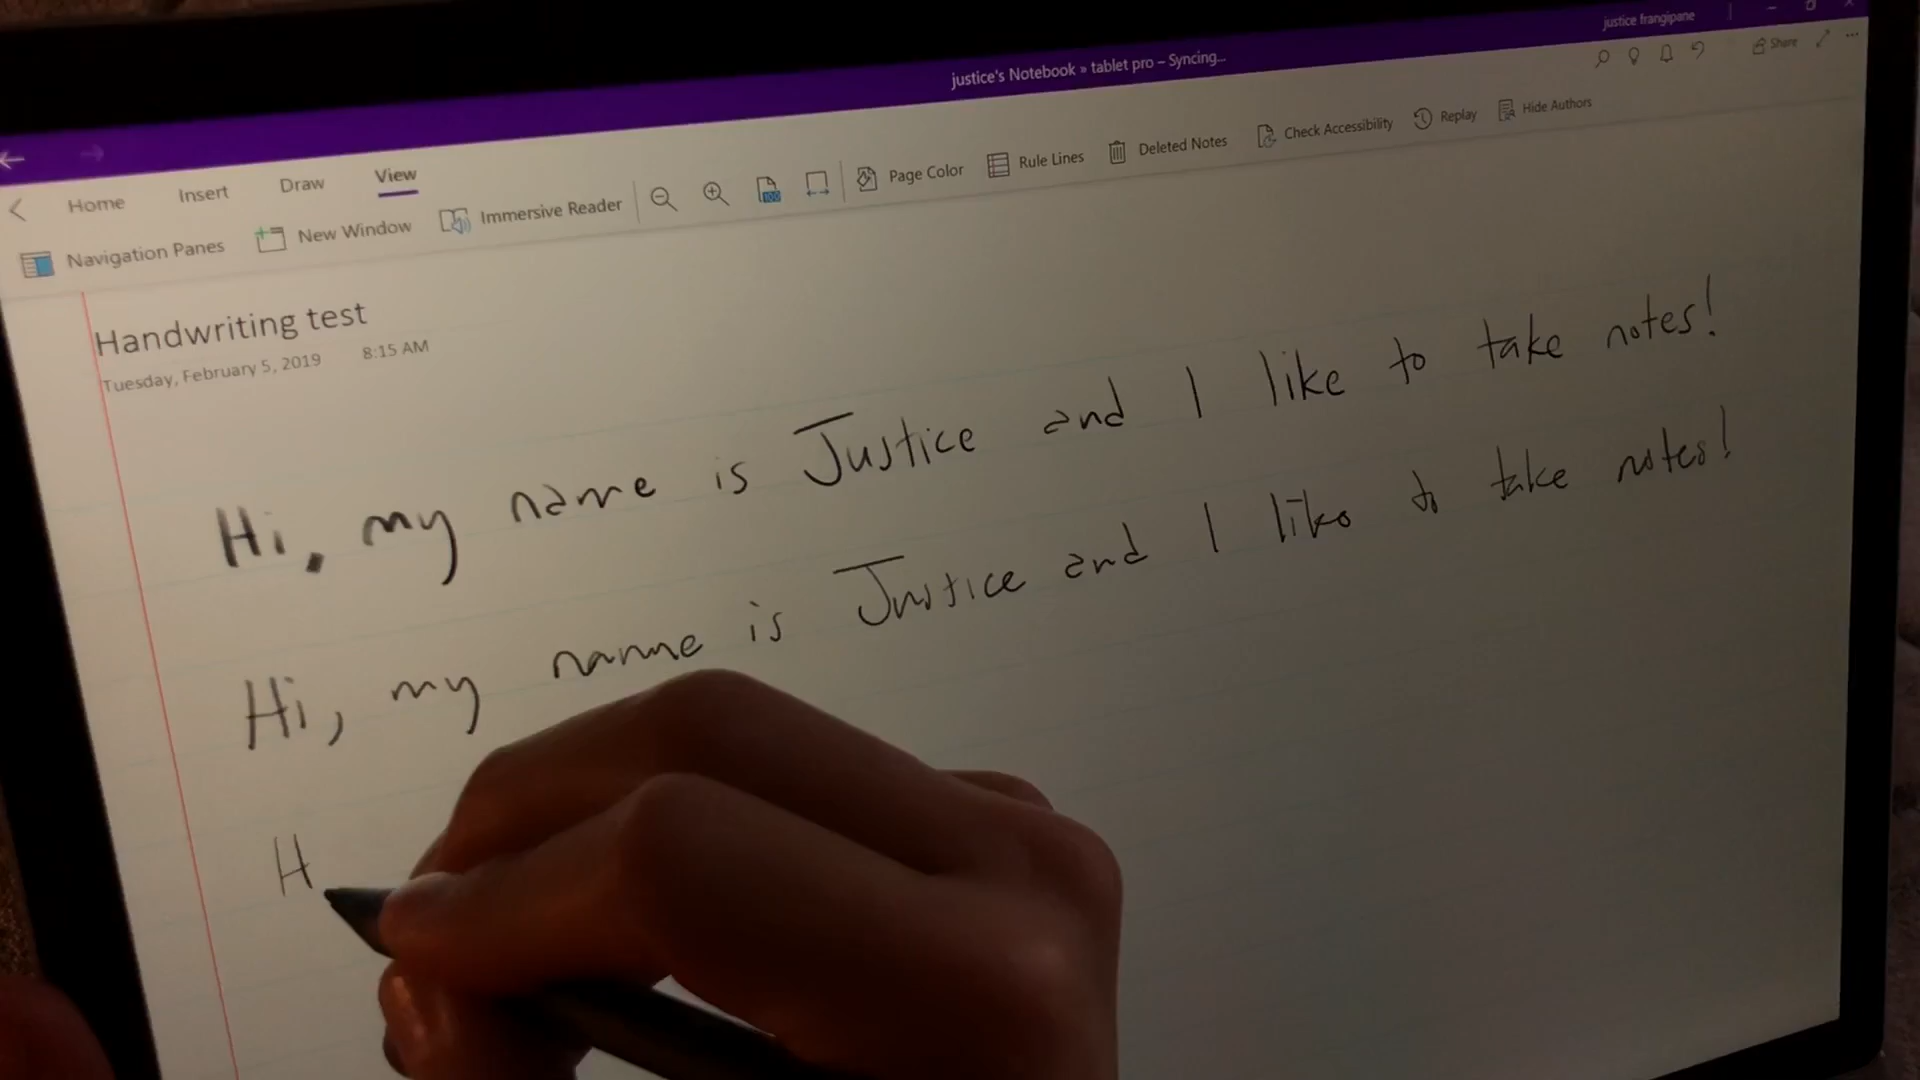 justice frangipane
justice's Notebook » tablet pro – Syncing...
Share
Home Insert Draw View
Navigation Panes New Window Immersive Reader 100 Page Color Rule Lines Deleted Notes Check Accessibility Replay Hide Authors
Handwriting test
Tuesday, February 5, 2019 8:15 AM
Hi, my name is Justice and I like to take notes!
Hi, my name is Justice and I like to take notes!
H